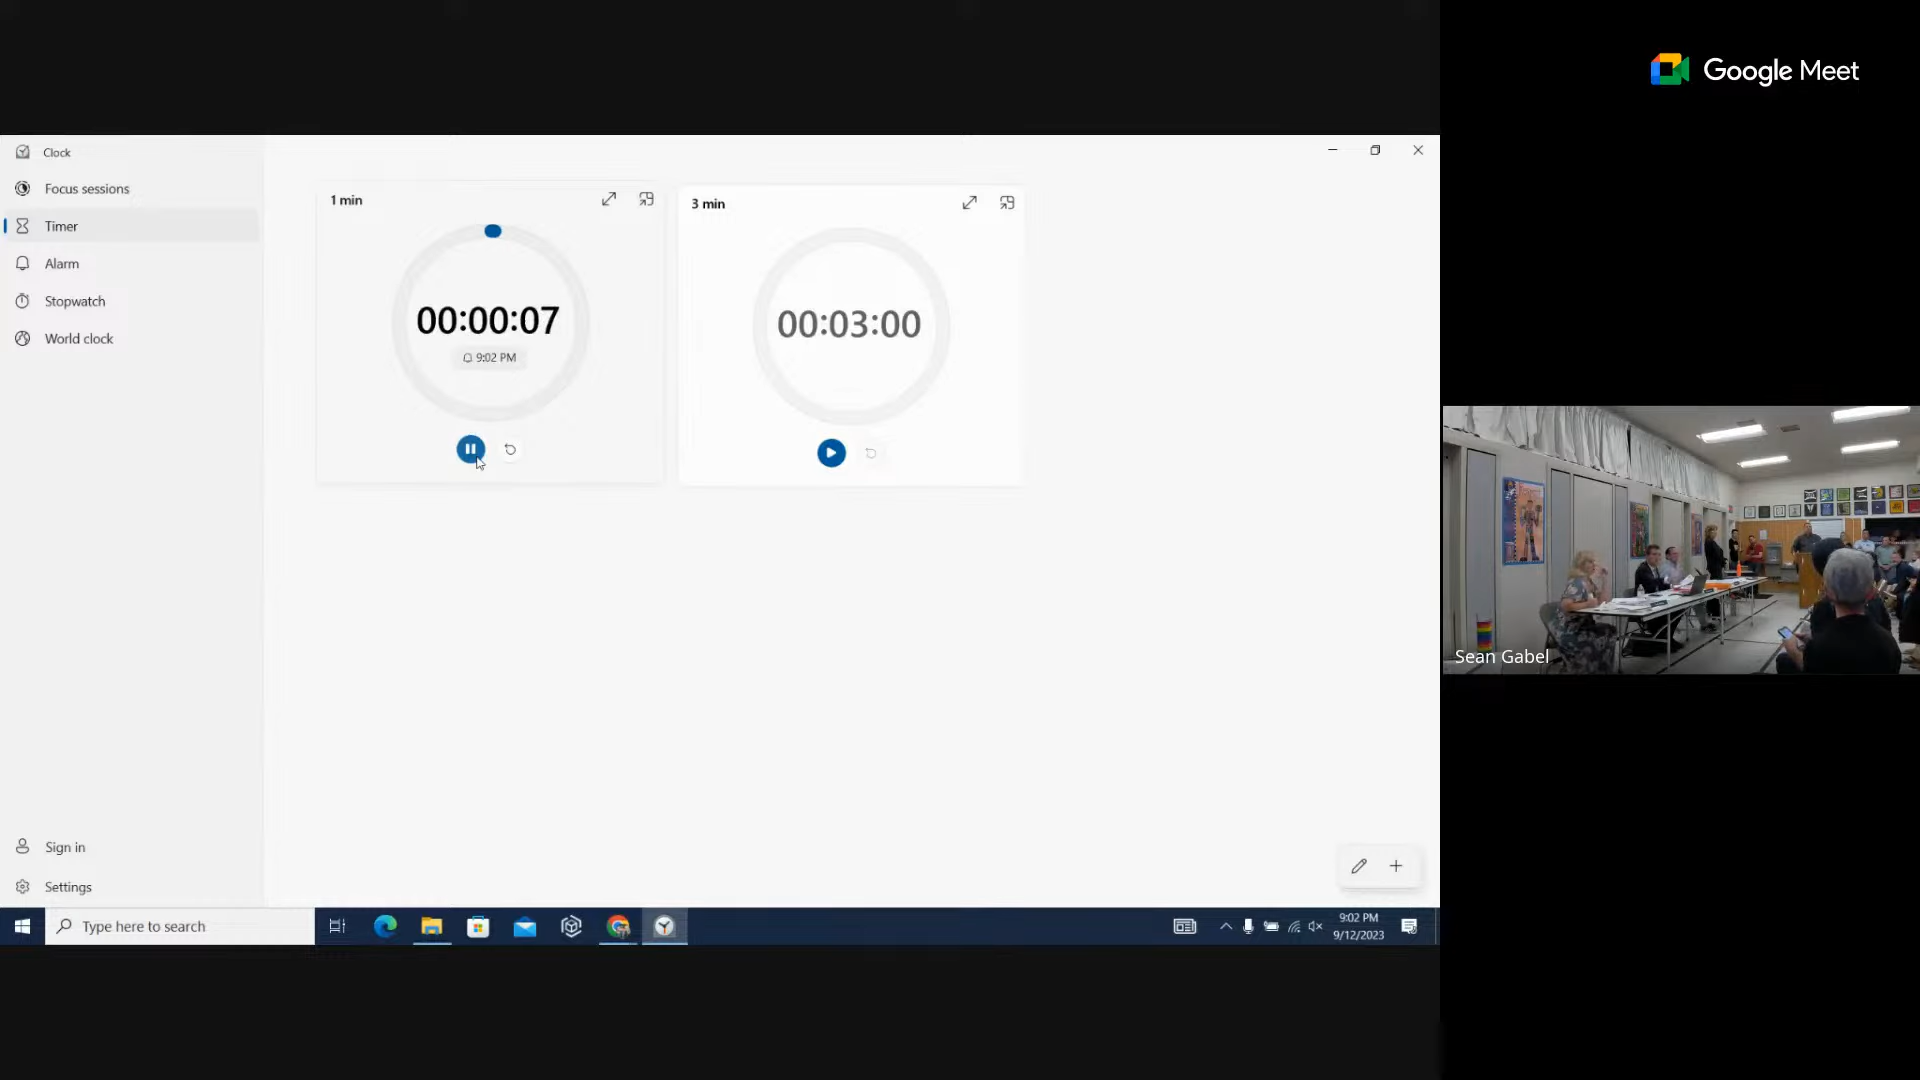 Google Meet
Clock
Focus sessions
Timer
Alarm
Stopwatch
World clock
1 min
00:00:07
9:02 PM
3 min
00:03:00
Sean Gabel
Sign in
Settings
Type here to search
9:02 PM
9/12/2023